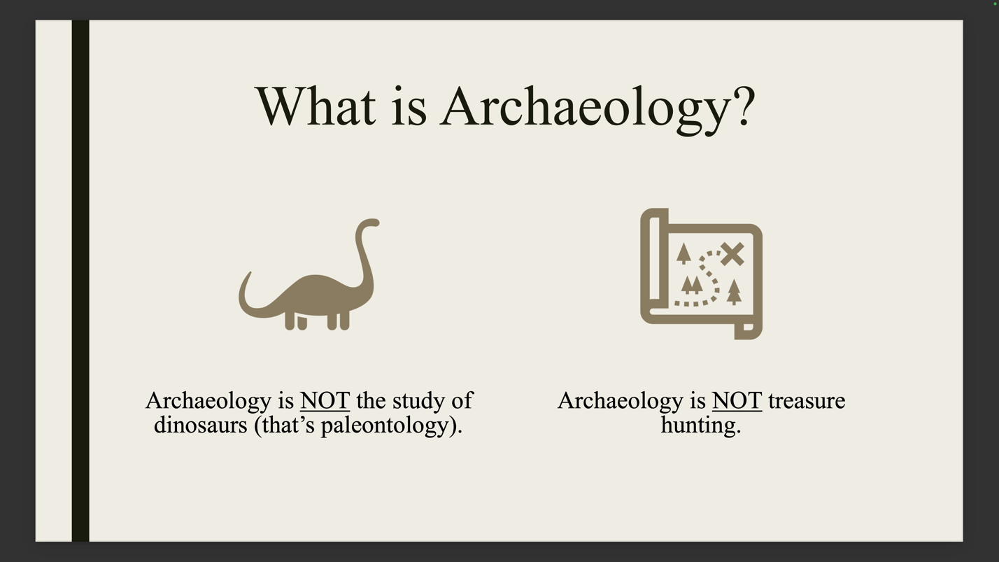 What is Archaeology?
Archaeology is NOT the study of
dinosaurs (that’s paleontology).
Archaeology is NOT treasure
hunting.